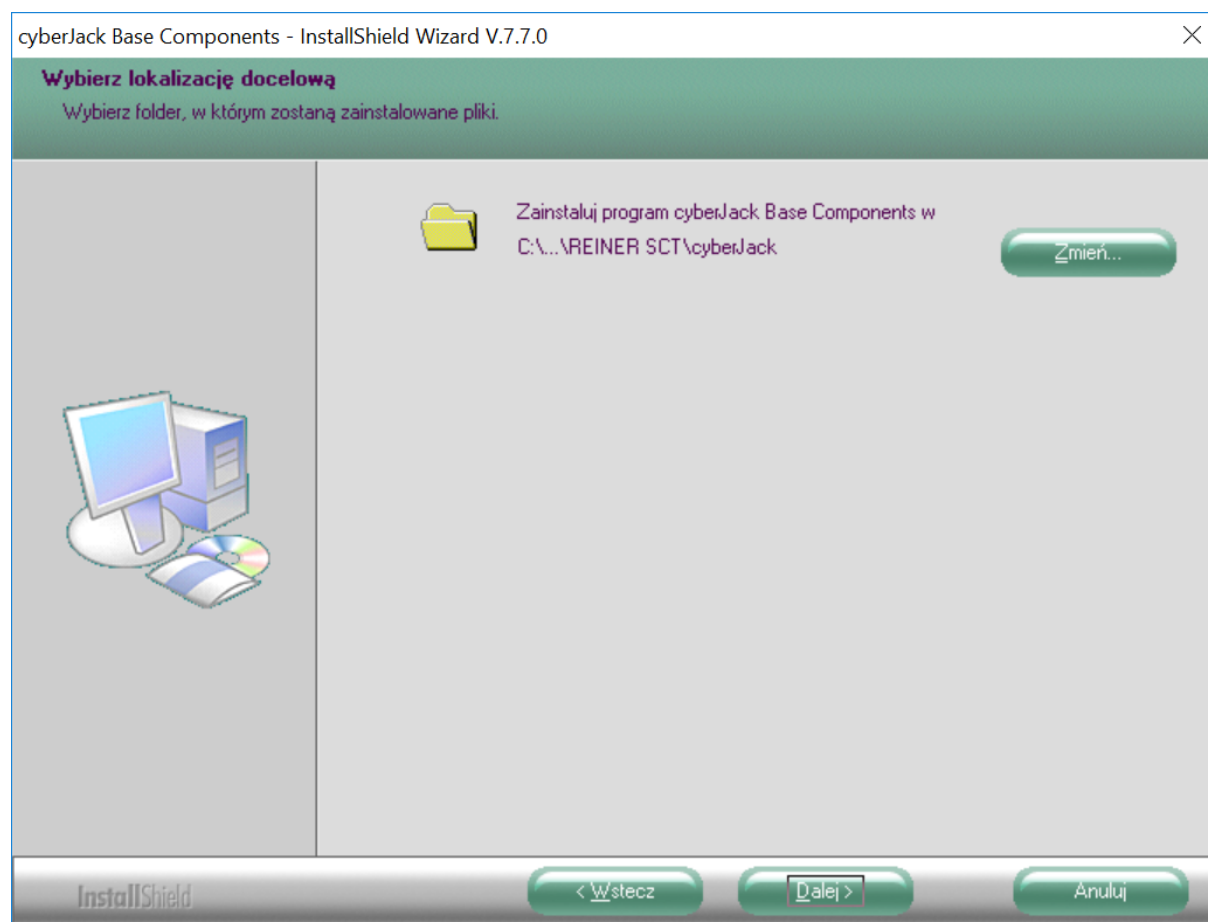 cyberJack Base Components - InstallShield Wizard V.7.7.0
Wybierz lokalizację docelową
Wybierz folder, w którym zostaną zainstalowane pliki.
Zainstaluj program cyberJack Base Components w
C:\...\REINER SCT\cyberJack
Zmień...
InstallShield
< Wstecz
Dalej >
Anuluj